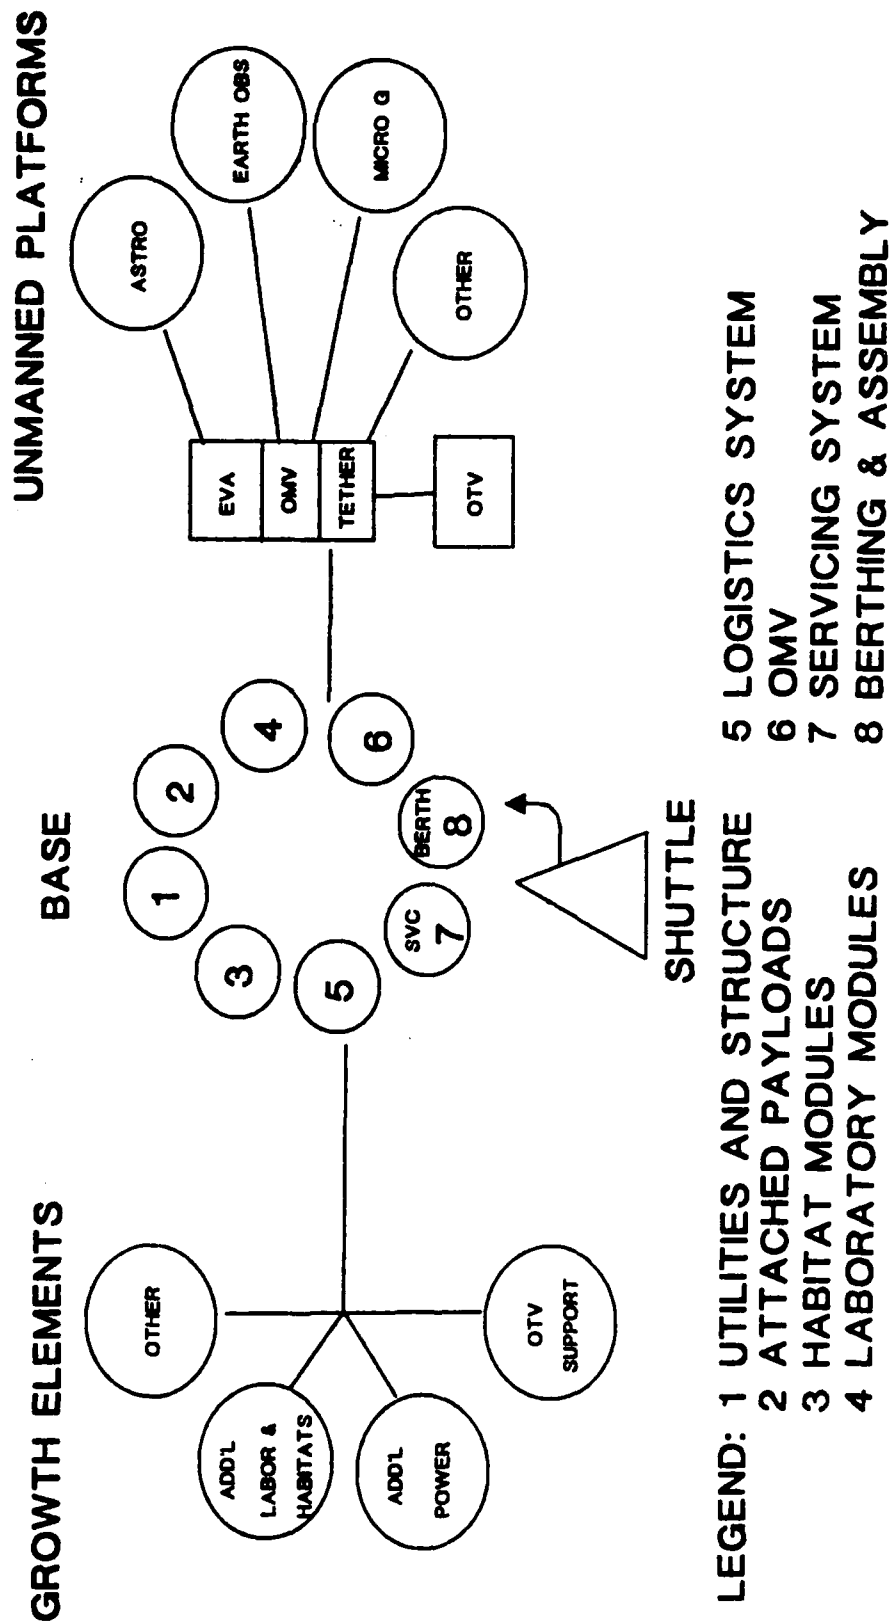 GROWTH ELEMENTS
BASE
UNMANNED PLATFORMS
OTHER
ADD'L
LABOR &
HABITATS
ADD'L
POWER
OTV
SUPPORT
1
2
3
4
5
6
SVC
7
BERTH
8
SHUTTLE
EVA
OMV
TETHER
OTV
ASTRO
EARTH OBS
MICRO G
OTHER
LEGEND: 1 UTILITIES AND STRUCTURE
2 ATTACHED PAYLOADS
3 HABITAT MODULES
4 LABORATORY MODULES
5 LOGISTICS SYSTEM
6 OMV
7 SERVICING SYSTEM
8 BERTHING & ASSEMBLY